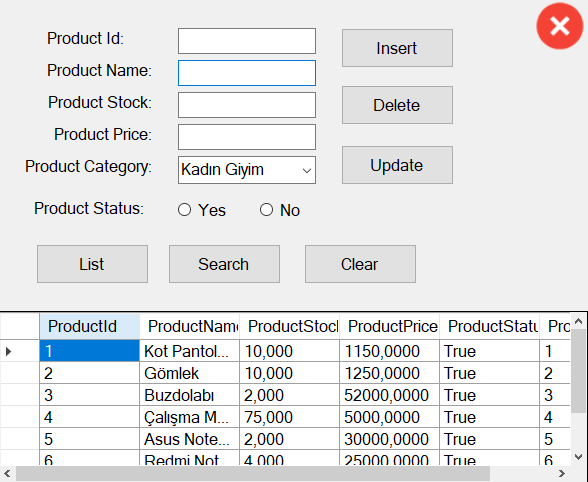 Product Id:
Insert
Product Name:
Product Stock:
Delete
Product Price:
Product Category: Kadın Giyim
Update
Product Status: Yes No
List Search Clear
ProductId ProductName ProductStock ProductPrice ProductStatu Pro
1 Kot Pantol... 10,000 1150,0000 True 1
2 Gömlek 10,000 1250,0000 True 2
3 Buzdolabı 2,000 52000,0000 True 3
4 Çalışma M... 75,000 5000,0000 True 4
5 Asus Note... 2,000 30000,0000 True 5
6 Redmi Not... 4,000 25000,0000 True 6